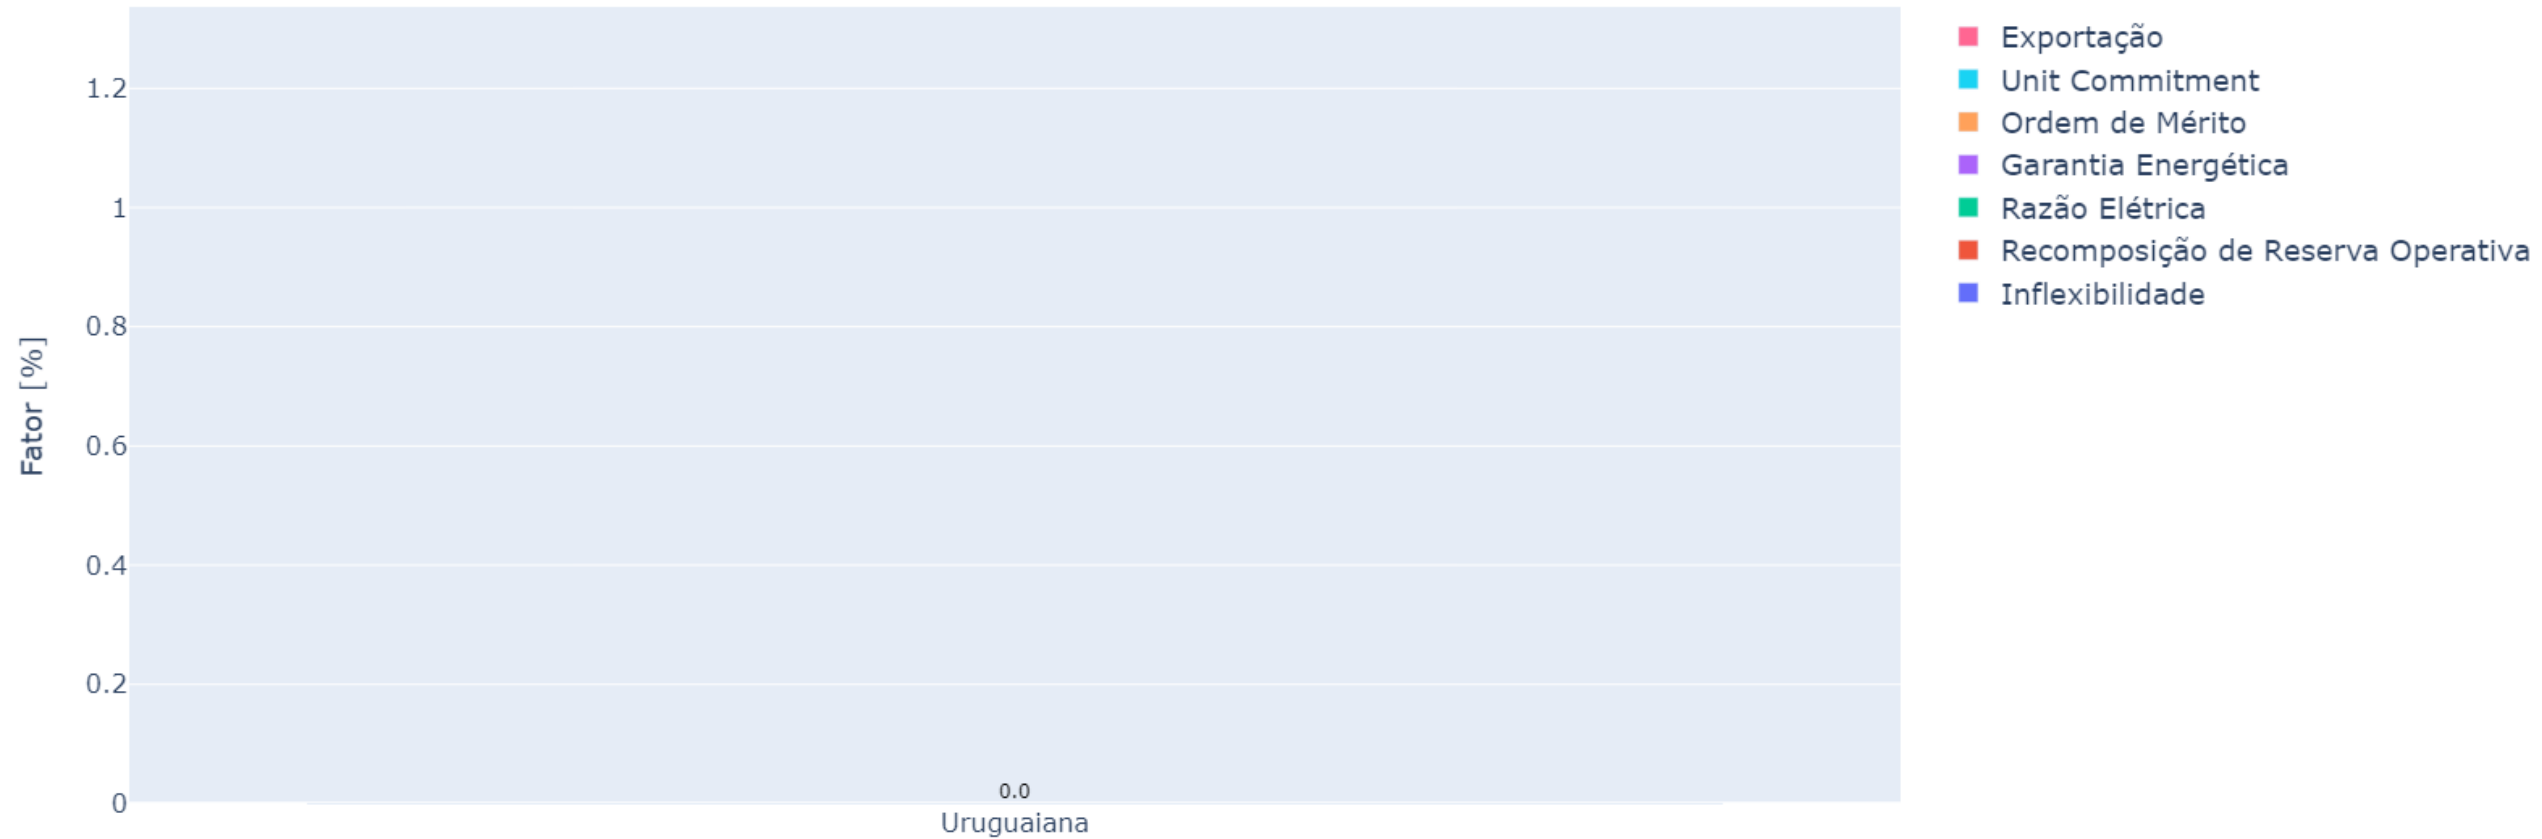 Fator [%]
1.2
1
0.8
0.6
0.4
0.2
0
0.0
Uruguaiana
Exportação
Unit Commitment
Ordem de Mérito
Garantia Energética
Razão Elétrica
Recomposição de Reserva Operativa
Inflexibilidade